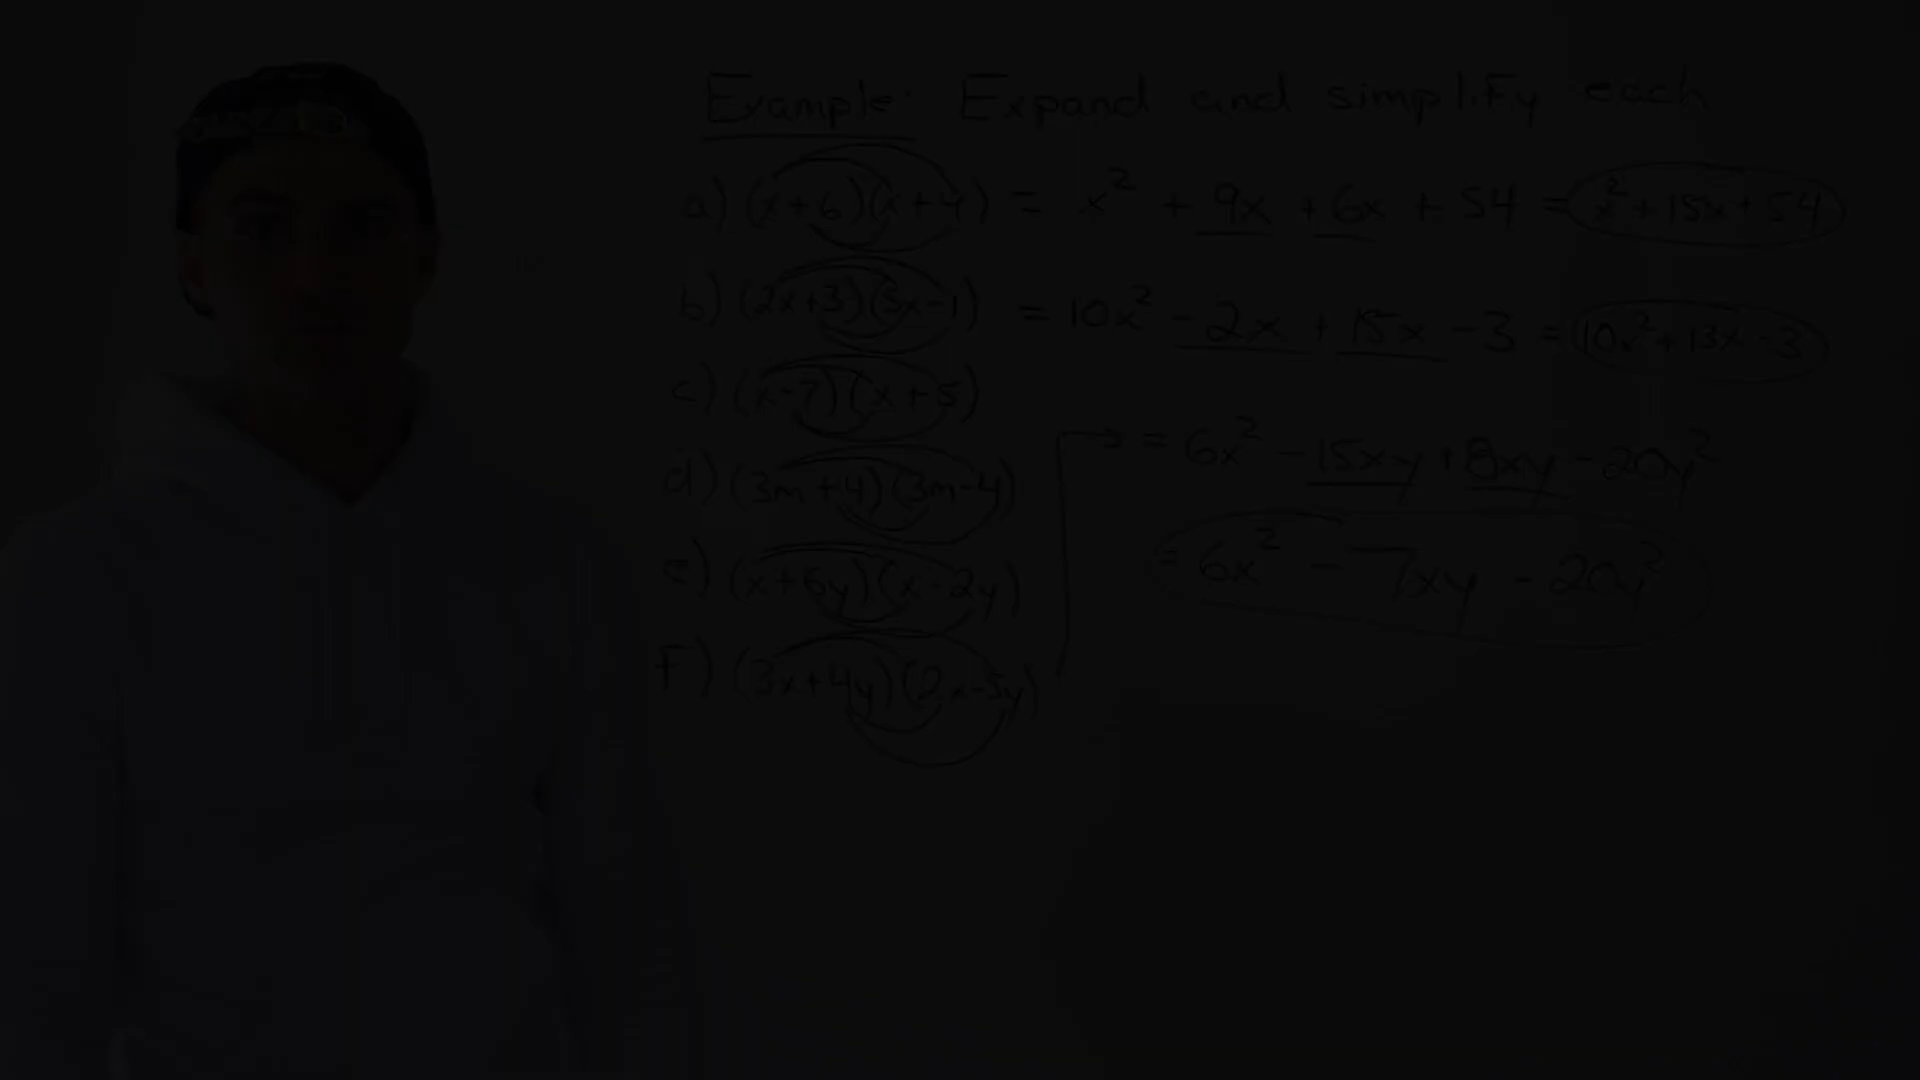 Example: Expand and simplify each
a) (x+6)(x+4) = x² + 9x + 6x + 54 = x² + 15x + 54
b) (2x+3)(5x-1) = 10x² - 2x + 15x - 3 = 10x² + 13x - 3
c) (x-7)(x+5)
d) (3m+4)(3m-4)
e) (x+6y)(x-2y)
F) (3x+4y)(2x-5y)
= 6x² - 15xy + 8xy - 20y²
= 6x² - 7xy - 20y²